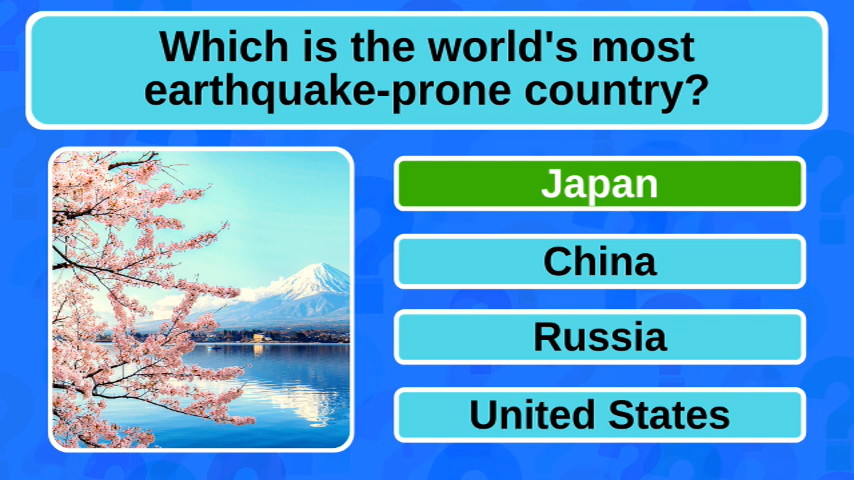 Which is the world's most
earthquake-prone country?
Japan
China
Russia
United States